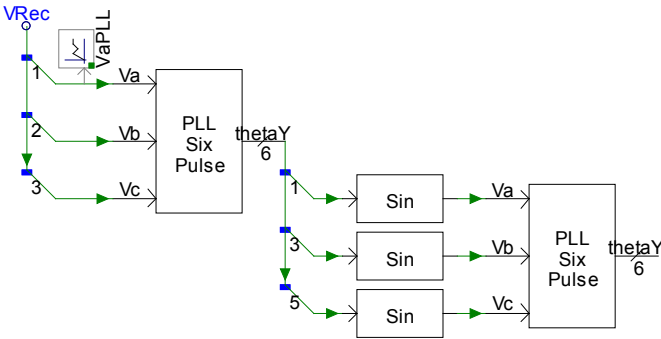 VRec
VaPLL
1
Va
2
Vb
3
Vc
PLL
Six
Pulse
thetaY
6
1
Sin
Va
3
Sin
Vb
5
Sin
Vc
PLL
Six
Pulse
thetaY
6